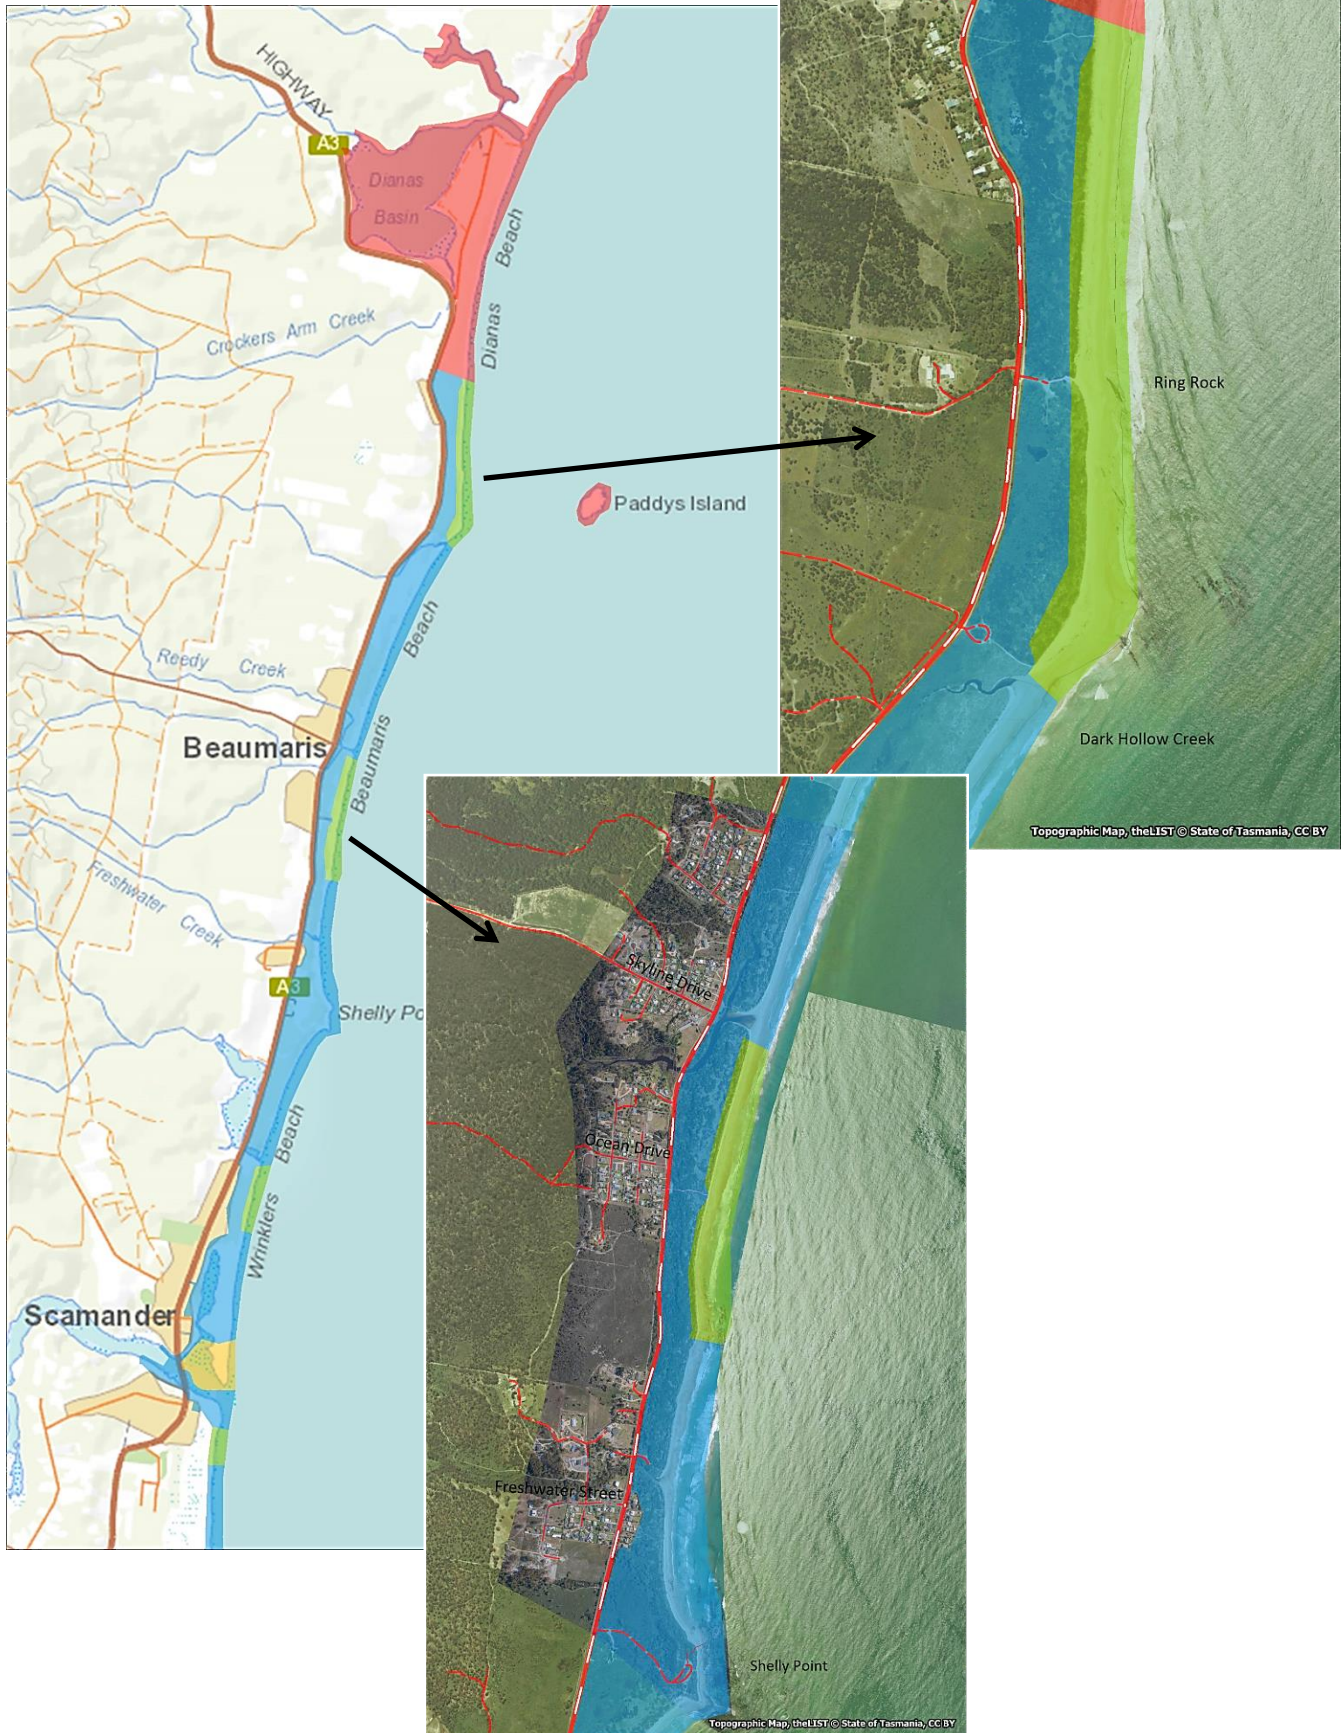 HIGHWAY
A3
Dianas
Basin
Beach
Dianas
Crockers Arm Creek
Paddys Island
Beach
Reedy Creek
Beaumaris
Beaumaris
Freshwater Creek
A3
Shelly Po
Beach
Wrinklers
Scamander
Ring Rock
Dark Hollow Creek
Topographic Map, theLIST © State of Tasmania, CC BY
Skyline Drive
Ocean Drive
Freshwater Street
Shelly Point
Topographic Map, theLIST © State of Tasmania, CC BY